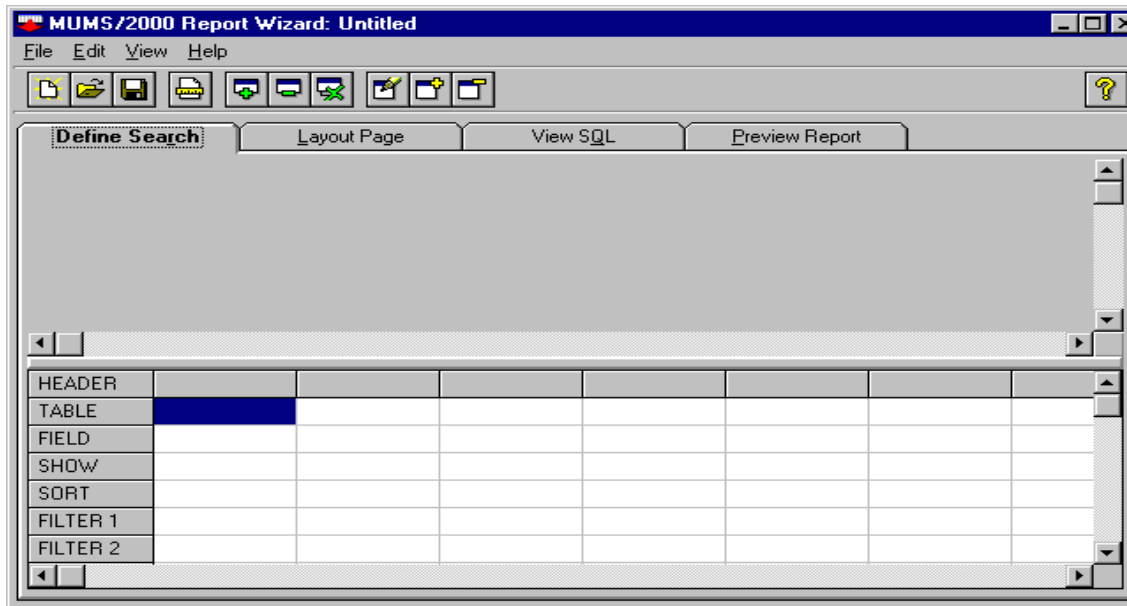 MUMS/2000 Report Wizard: Untitled
File Edit View Help
Define Search Layout Page View SQL Preview Report
HEADER
TABLE
FIELD
SHOW
SORT
FILTER 1
FILTER 2